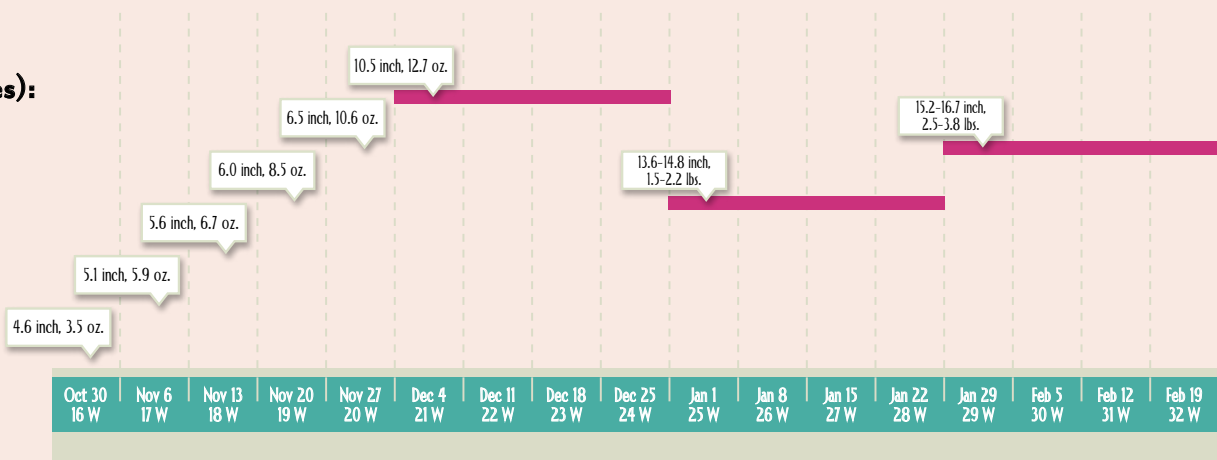 es):
10.5 inch, 12.7 oz.
6.5 inch, 10.6 oz.
15.2-16.7 inch,
2.5-3.8 lbs.
6.0 inch, 8.5 oz.
13.6-14.8 inch,
1.5-2.2 lbs.
5.6 inch, 6.7 oz.
5.1 inch, 5.9 oz.
4.6 inch, 3.5 oz.
Oct 30 Nov 6 Nov 13 Nov 20 Nov 27 Dec 4 Dec 11 Dec 18 Dec 25 Jan 1 Jan 8 Jan 15 Jan 22 Jan 29 Feb 5 Feb 12 Feb 19
16 W 17 W 18 W 19 W 20 W 21 W 22 W 23 W 24 W 25 W 26 W 27 W 28 W 29 W 30 W 31 W 32 W